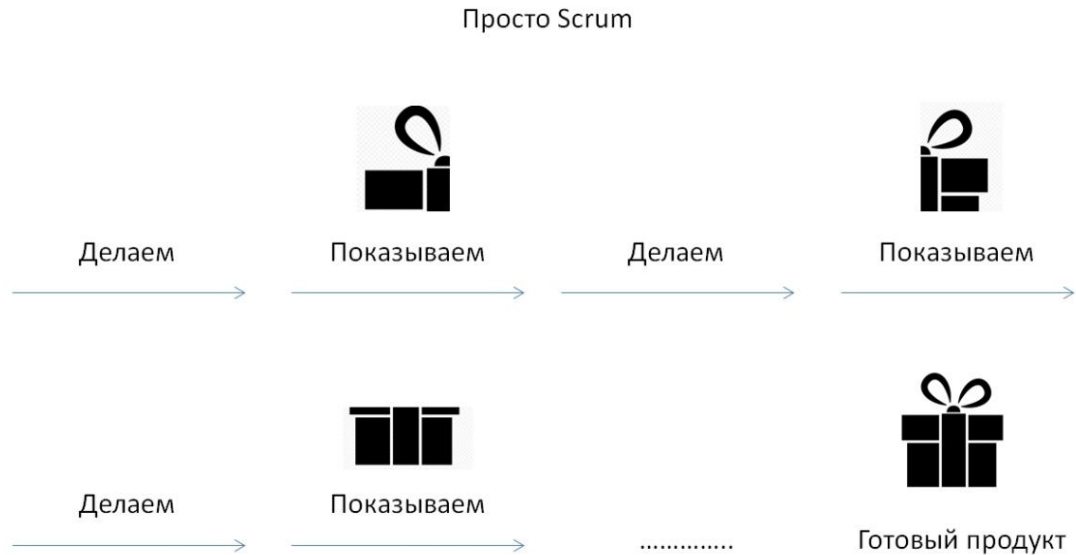 Просто Scrum
Делаем
Показываем
Делаем
Показываем
Делаем
Показываем
..............
Готовый продукт